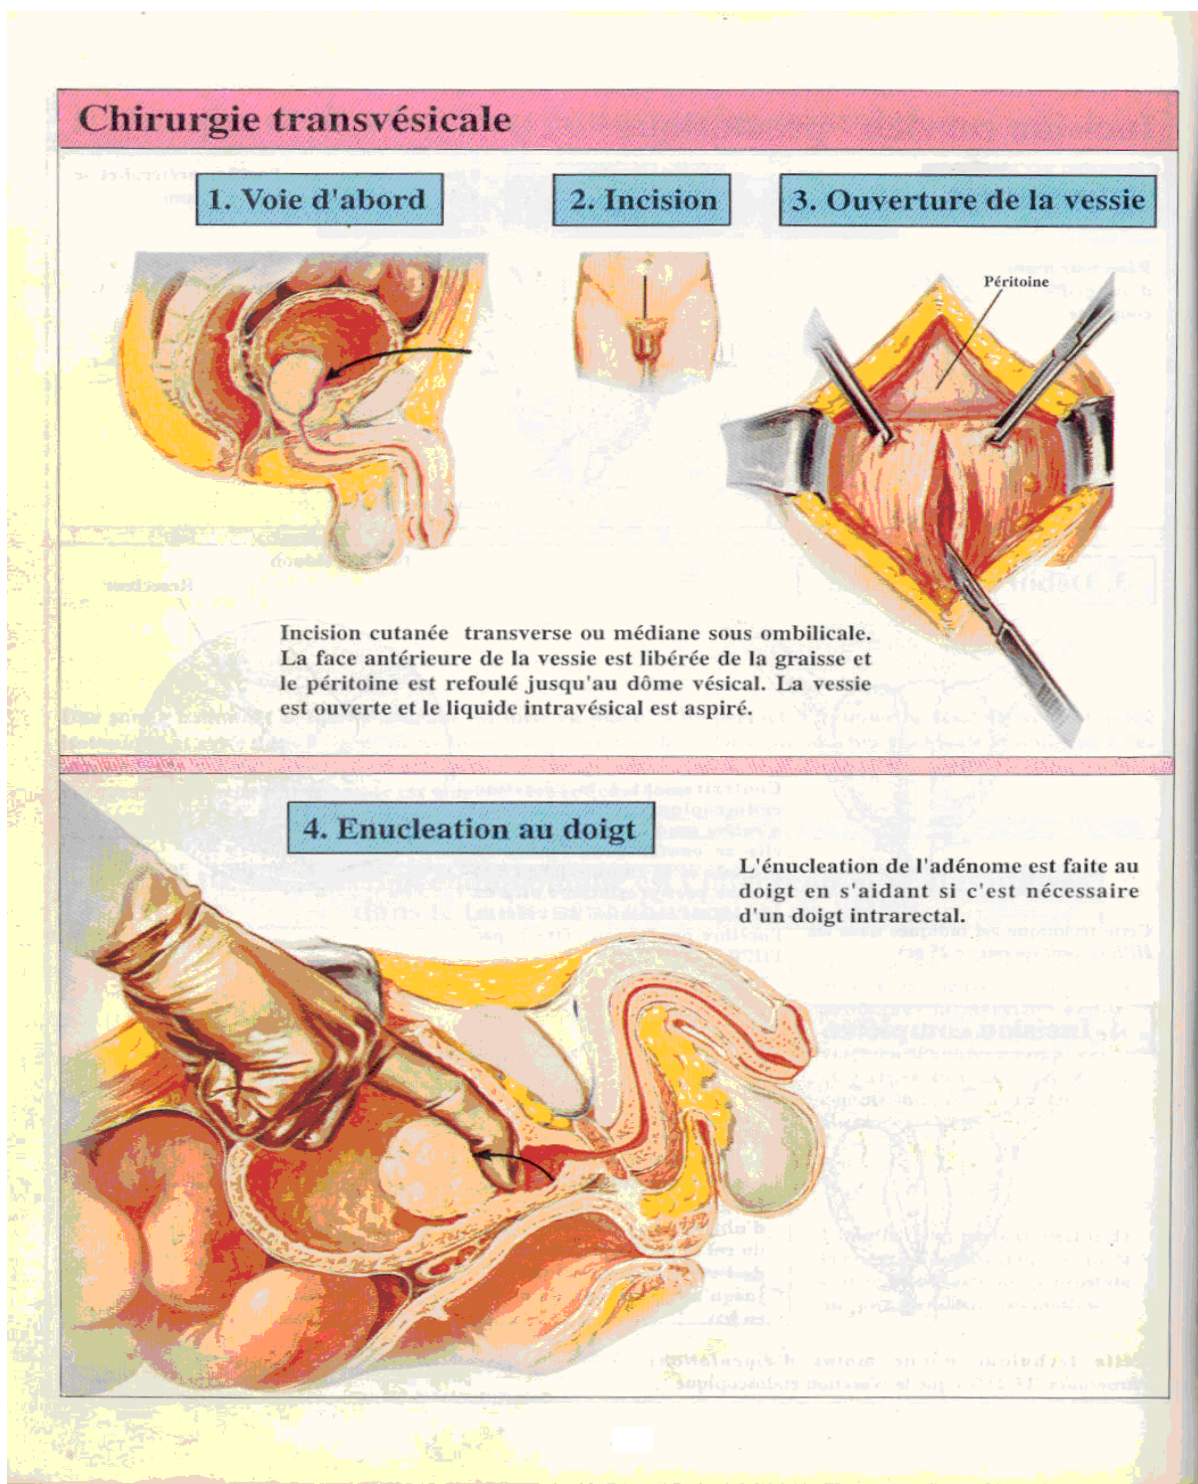 Chirurgie transvésicale
1. Voie d'abord
2. Incision
3. Ouverture de la vessie
Péritoine
Incision cutanée transverse ou médiane sous ombilicale.
La face antérieure de la vessie est libérée de la graisse et
le péritoine est refoulé jusqu'au dôme vésical. La vessie
est ouverte et le liquide intravésical est aspiré.
4. Enucleation au doigt
L'énucleation de l'adénome est faite au
doigt en s'aidant si c'est nécessaire
d'un doigt intrarectal.